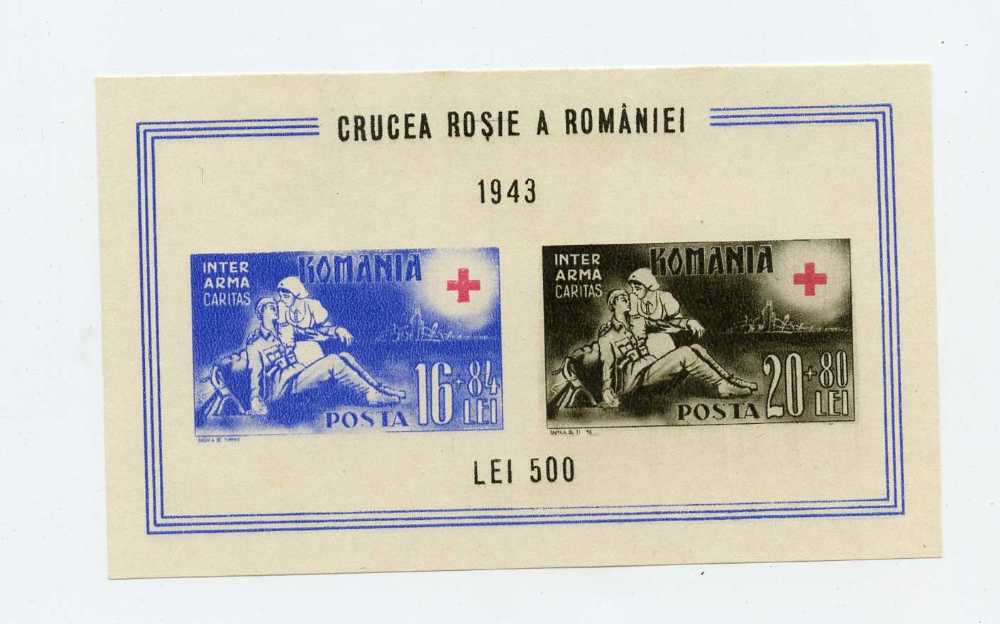 CRUCEA ROȘIE A ROMÂNIEI
1943
INTER
ARMA
CARITAS
ROMANIA
16+84
LEI
POSTA
INTER
ARMA
CARITAS
ROMANIA
20+80
LEI
POSTA
LEI 500